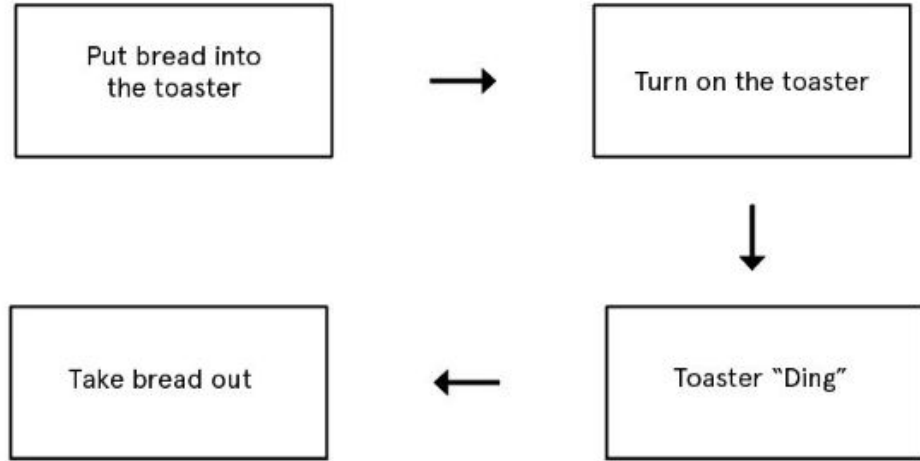 Put bread into
the toaster
Turn on the toaster
Toaster “Ding”
Take bread out